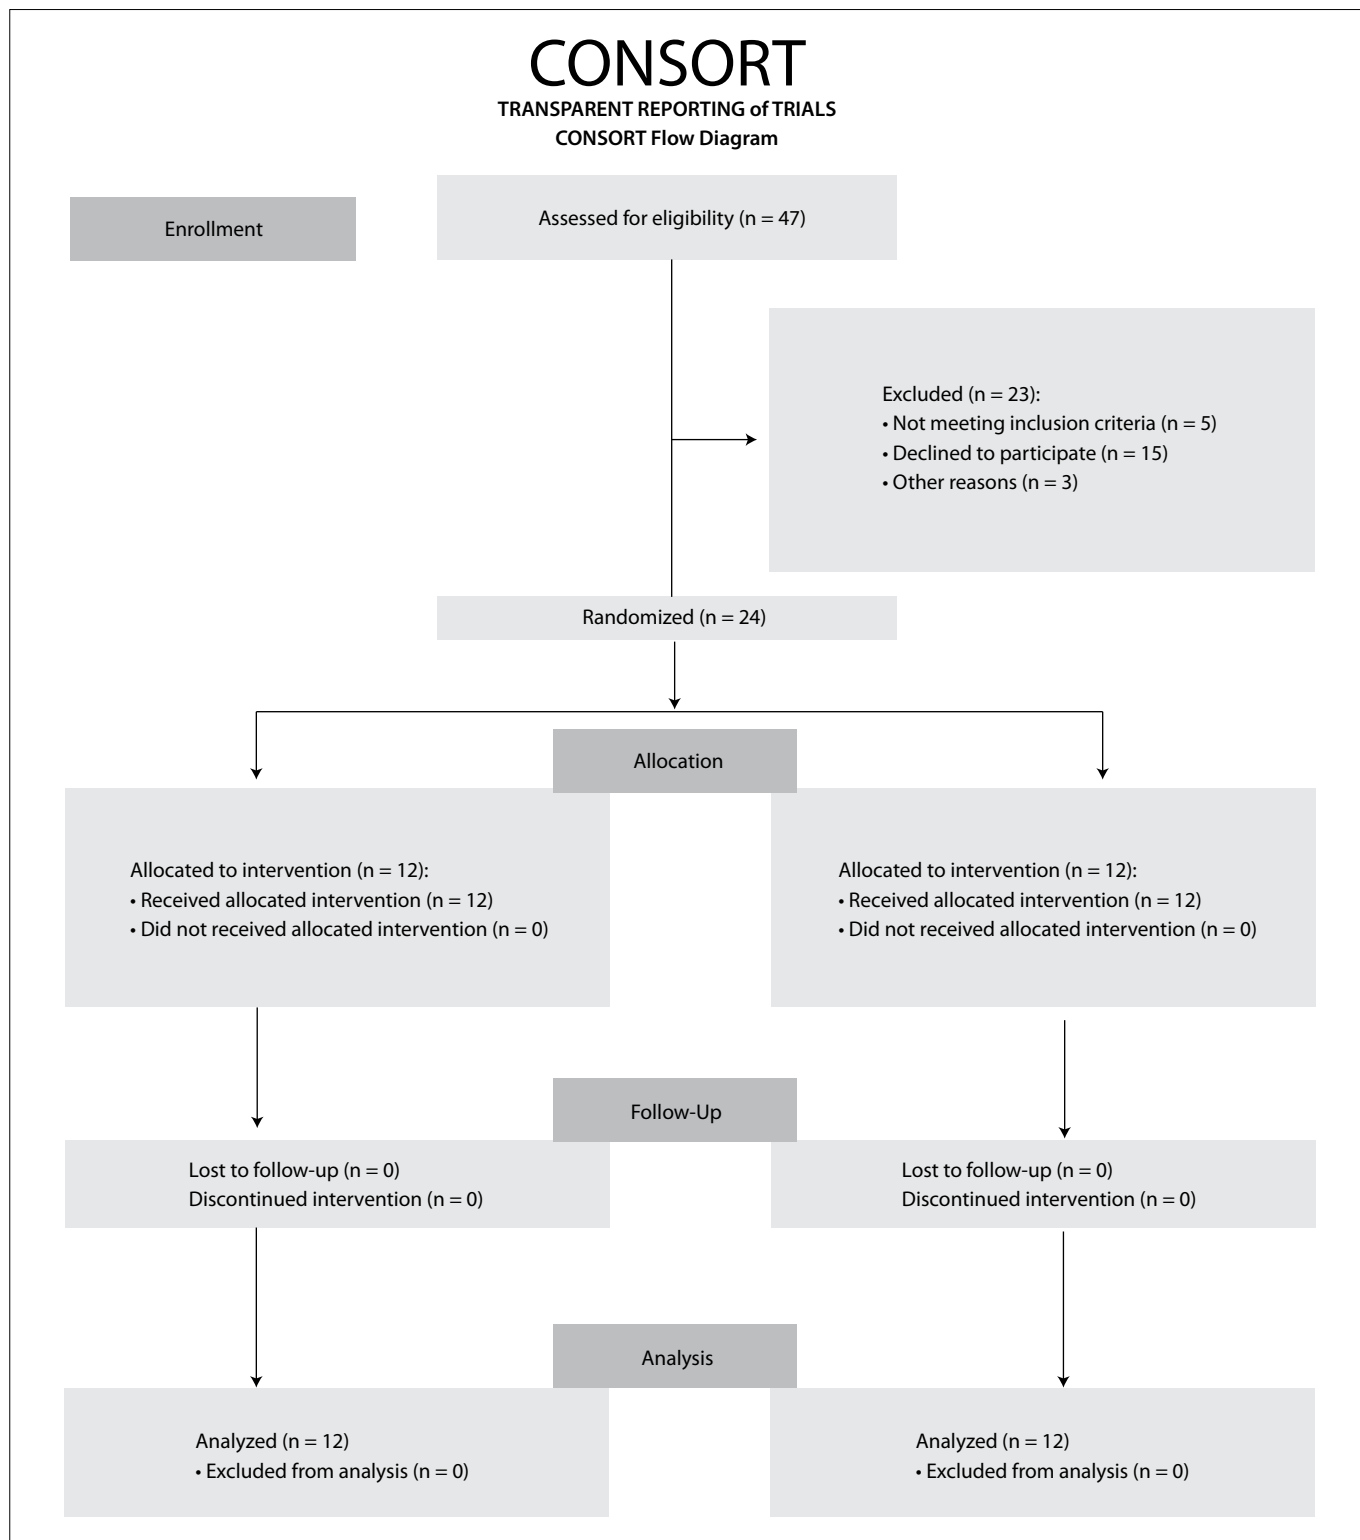 CONSORT
TRANSPARENT REPORTING of TRIALS
CONSORT Flow Diagram
Enrollment
Assessed for eligibility (n = 47)
Excluded (n = 23):
• Not meeting inclusion criteria (n = 5)
• Declined to participate (n = 15)
• Other reasons (n = 3)
Randomized (n = 24)
Allocation
Allocated to intervention (n = 12):
• Received allocated intervention (n = 12)
• Did not received allocated intervention (n = 0)
Allocated to intervention (n = 12):
• Received allocated intervention (n = 12)
• Did not received allocated intervention (n = 0)
Follow-Up
Lost to follow-up (n = 0)
Discontinued intervention (n = 0)
Lost to follow-up (n = 0)
Discontinued intervention (n = 0)
Analysis
Analyzed (n = 12)
• Excluded from analysis (n = 0)
Analyzed (n = 12)
• Excluded from analysis (n = 0)